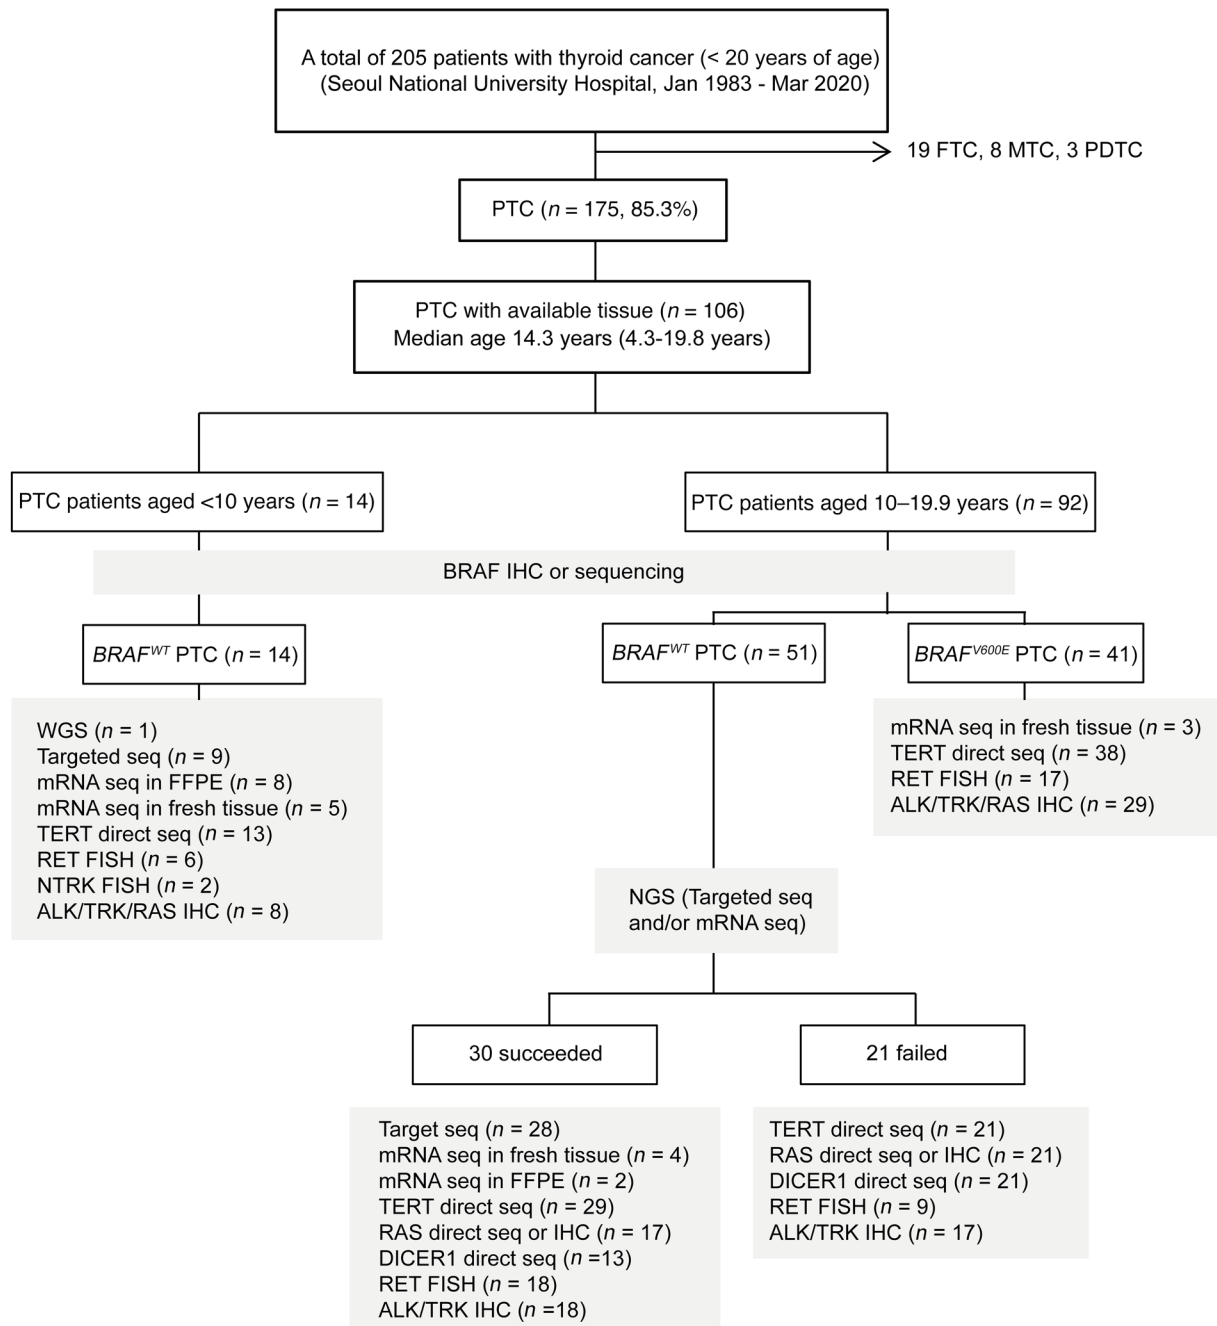 A total of 205 patients with thyroid cancer (< 20 years of age)
(Seoul National University Hospital, Jan 1983 - Mar 2020)
19 FTC, 8 MTC, 3 PDTC
PTC (n = 175, 85.3%)
PTC with available tissue (n = 106)
Median age 14.3 years (4.3-19.8 years)
PTC patients aged <10 years (n = 14)
PTC patients aged 10–19.9 years (n = 92)
BRAF IHC or sequencing
BRAF^WT PTC (n = 14)
BRAF^WT PTC (n = 51)
BRAF^V600E PTC (n = 41)
WGS (n = 1)
Targeted seq (n = 9)
mRNA seq in FFPE (n = 8)
mRNA seq in fresh tissue (n = 5)
TERT direct seq (n = 13)
RET FISH (n = 6)
NTRK FISH (n = 2)
ALK/TRK/RAS IHC (n = 8)
mRNA seq in fresh tissue (n = 3)
TERT direct seq (n = 38)
RET FISH (n = 17)
ALK/TRK/RAS IHC (n = 29)
NGS (Targeted seq
and/or mRNA seq)
30 succeeded
21 failed
Target seq (n = 28)
mRNA seq in fresh tissue (n = 4)
mRNA seq in FFPE (n = 2)
TERT direct seq (n = 29)
RAS direct seq or IHC (n = 17)
DICER1 direct seq (n =13)
RET FISH (n = 18)
ALK/TRK IHC (n =18)
TERT direct seq (n = 21)
RAS direct seq or IHC (n = 21)
DICER1 direct seq (n = 21)
RET FISH (n = 9)
ALK/TRK IHC (n = 17)